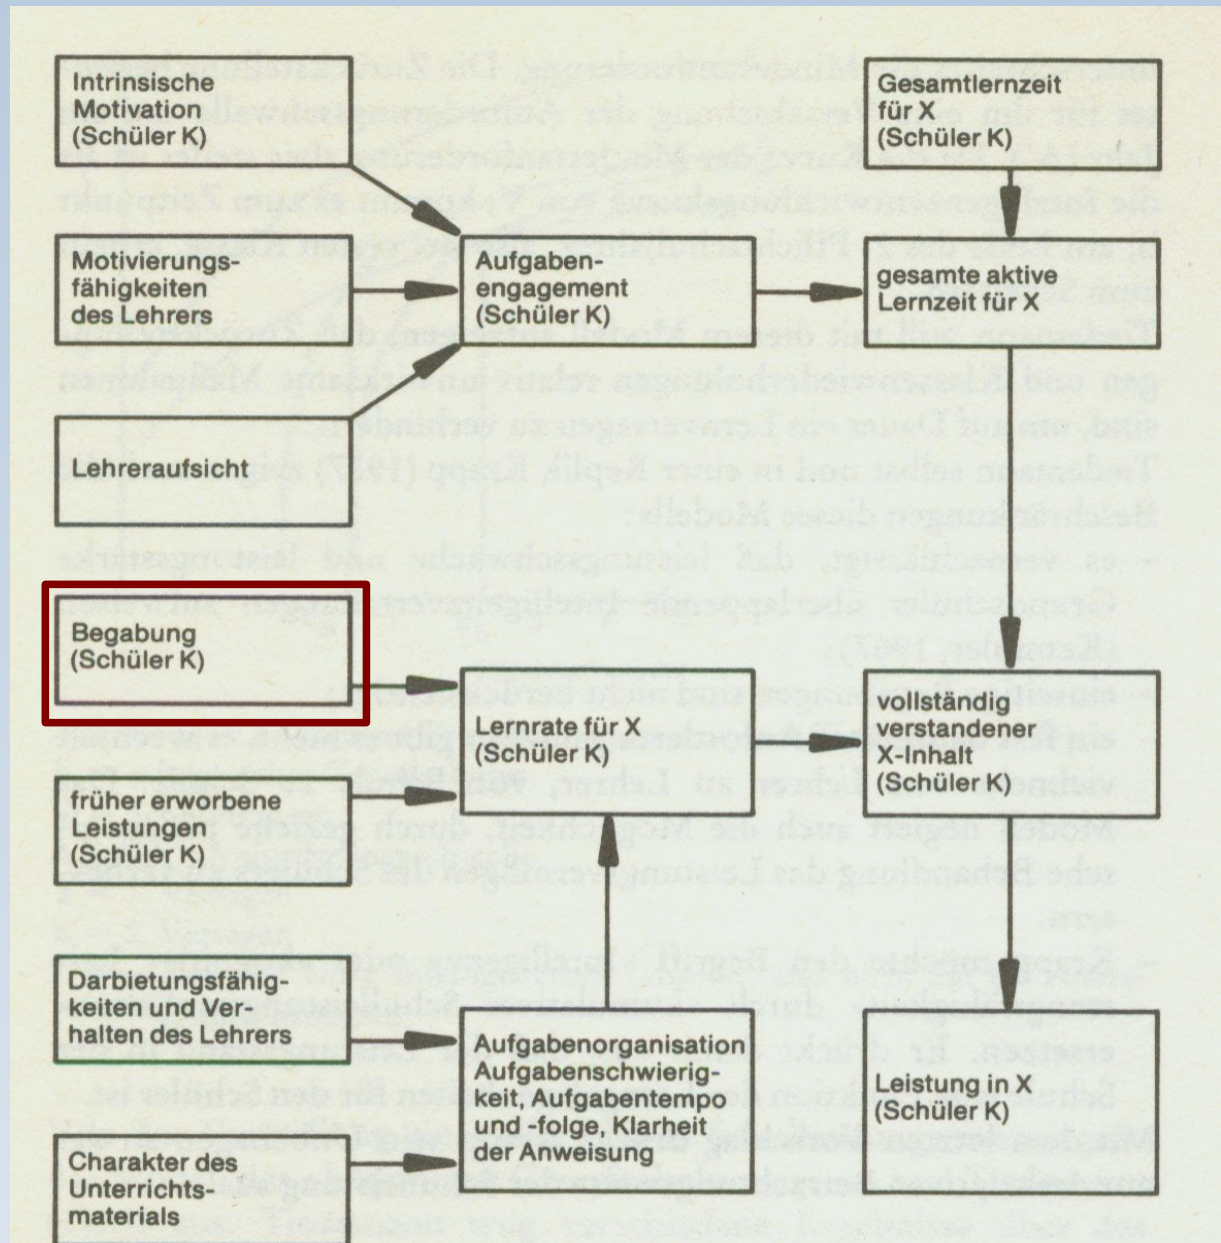 Intrinsische
Motivation
(Schüler K)
Gesamtlernzeit
für X
(Schüler K)
Motivierungs-
fähigkeiten
des Lehrers
Aufgaben-
engagement
(Schüler K)
gesamte aktive
Lernzeit für X
Lehreraufsicht
Begabung
(Schüler K)
Lernrate für X
(Schüler K)
vollständig
verstandener
X-Inhalt
(Schüler K)
früher erworbene
Leistungen
(Schüler K)
Darbietungsfähig-
keiten und Ver-
halten des Lehrers
Aufgabenorganisation
Aufgabenschwierig-
keit, Aufgabentempo
und -folge, Klarheit
der Anweisung
Leistung in X
(Schüler K)
Charakter des
Unterrichts-
materials